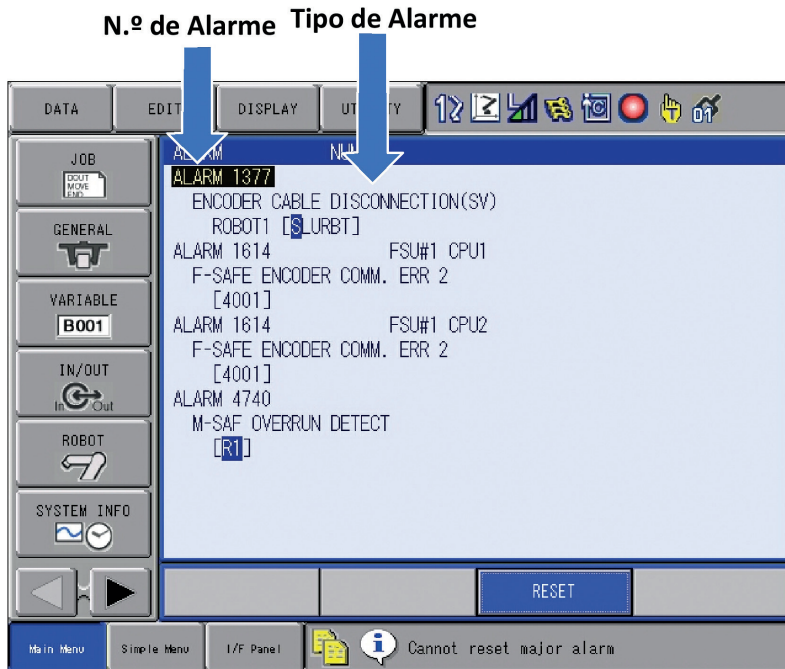 N.º de Alarme Tipo de Alarme
DATA EDIT DISPLAY UTILITY
JOB
DOUT
MOVE
END
GENERAL
VARIABLE
B001
IN/OUT
In Out
ROBOT
SYSTEM INFO
ALARM
ALARM 1377
ENCODER CABLE DISCONNECTION(SV)
ROBOT1 [SLURBT]
ALARM 1614 FSU#1 CPU1
F-SAFE ENCODER COMM. ERR 2
[4001]
ALARM 1614 FSU#1 CPU2
F-SAFE ENCODER COMM. ERR 2
[4001]
ALARM 4740
M-SAF OVERRUN DETECT
[R1]
RESET
Main Menu Simple Menu I/F Panel Cannot reset major alarm